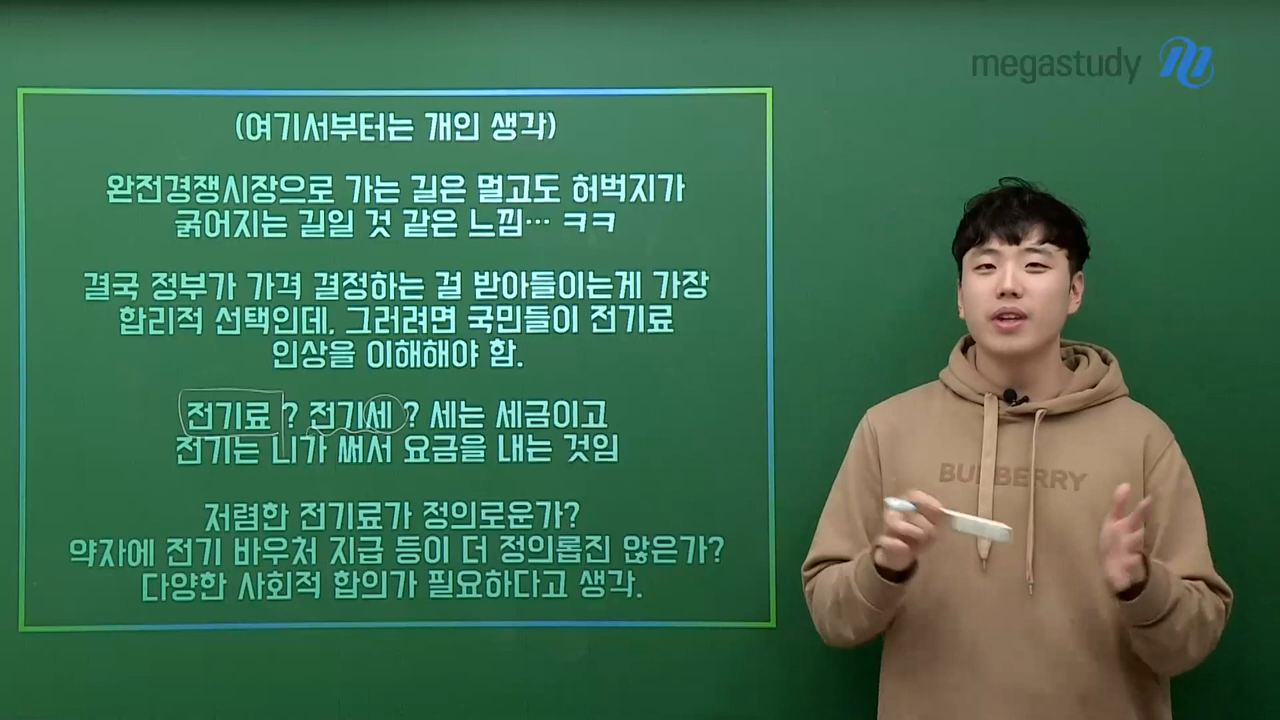 megastudy
(여기서부터는 개인 생각)
완전경쟁시장으로 가는 길은 멀고도 허벅지가
굵어지는 길일 것 같은 느낌… ㅋㅋ
결국 정부가 가격 결정하는 걸 받아들이는게 가장
합리적 선택인데, 그러려면 국민들이 전기료
인상을 이해해야 함.
전기료 ? 전기세 ? 세는 세금이고
전기는 니가 써서 요금을 내는 것임
저렴한 전기료가 정의로운가?
약자에 전기 바우처 지급 등이 더 정의롭진 않은가?
다양한 사회적 합의가 필요하다고 생각.
BURBERRY